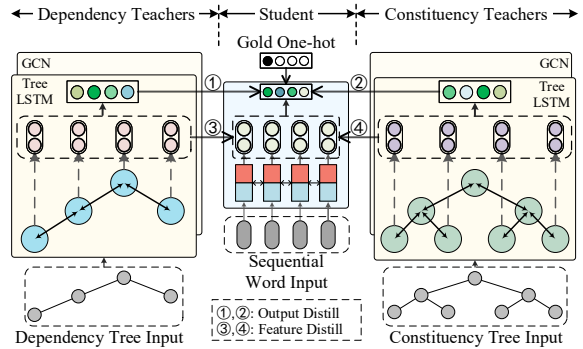 Dependency Teachers
Student
Constituency Teachers
Gold One-hot
GCN
Tree
LSTM
①
②
GCN
Tree
LSTM
③
④
Sequential
Word Input
①,②: Output Distill
③,④: Feature Distill
Dependency Tree Input
Constituency Tree Input